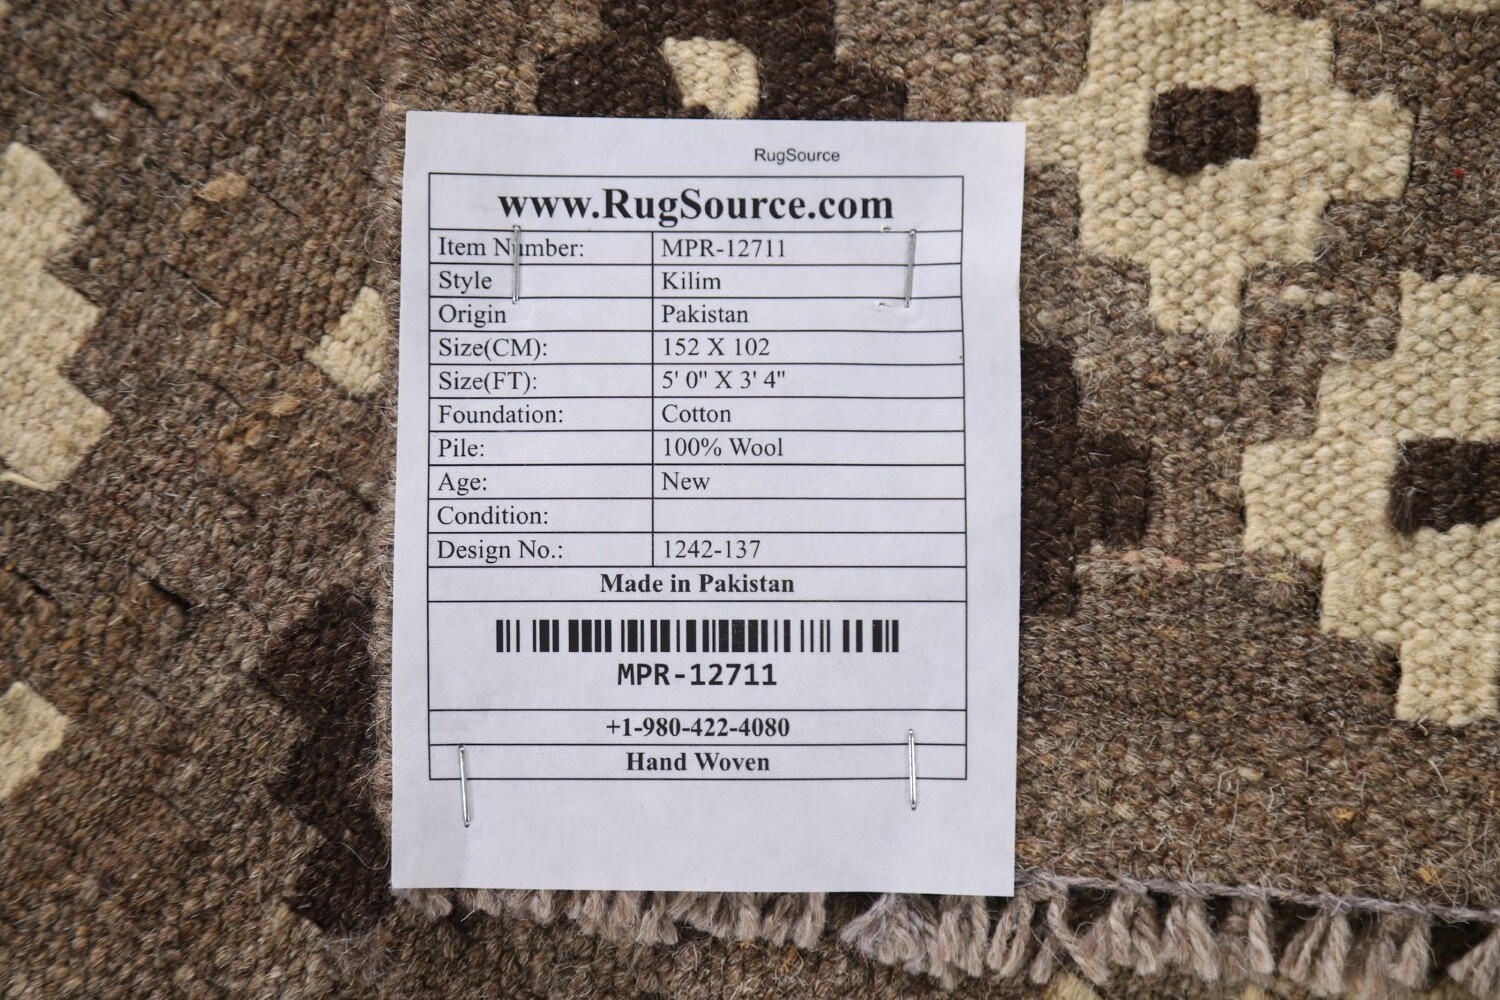 RugSource
www.RugSource.com
Item Number: MPR-12711
Style Kilim
Origin Pakistan
Size(CM): 152 X 102
Size(FT): 5' 0" X 3' 4"
Foundation: Cotton
Pile: 100% Wool
Age: New
Condition:
Design No.: 1242-137
Made in Pakistan
MPR-12711
+1-980-422-4080
Hand Woven